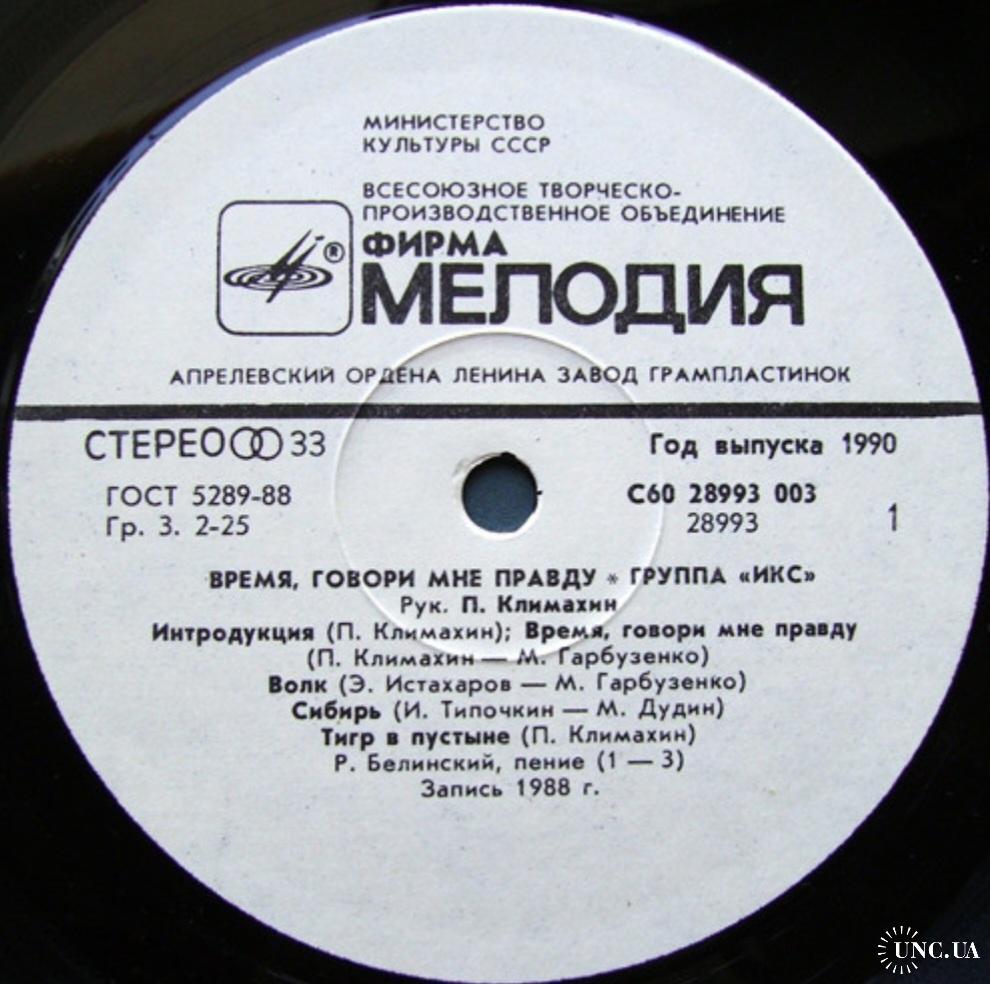 МИНИСТЕРСТВО
КУЛЬТУРЫ СССР
ВСЕСОЮЗНОЕ ТВОРЧЕСКО-
ПРОИЗВОДСТВЕННОЕ ОБЪЕДИНЕНИЕ
ФИРМА
®
МЕЛОДИЯ
АПРЕЛЕВСКИЙ ОРДЕНА ЛЕНИНА ЗАВОД ГРАМПЛАСТИНОК
СТЕРЕО 33
Год выпуска 1990
ГОСТ 5289-88
С60 28993 003
Гр. 3. 2-25
28993
1
ВРЕМЯ, ГОВОРИ МНЕ ПРАВДУ * ГРУППА «ИКС»
Рук. П. Климахин
Интродукция (П. Климахин); Время, говори мне правду
(П. Климахин — М. Гарбузенко)
Волк (Э. Истахаров — М. Гарбузенко)
Сибирь (И. Типочкин — М. Дудин)
Тигр в пустыне (П. Климахин)
Р. Белинский, пение (1 — 3)
Запись 1988 г.
UNC.UA